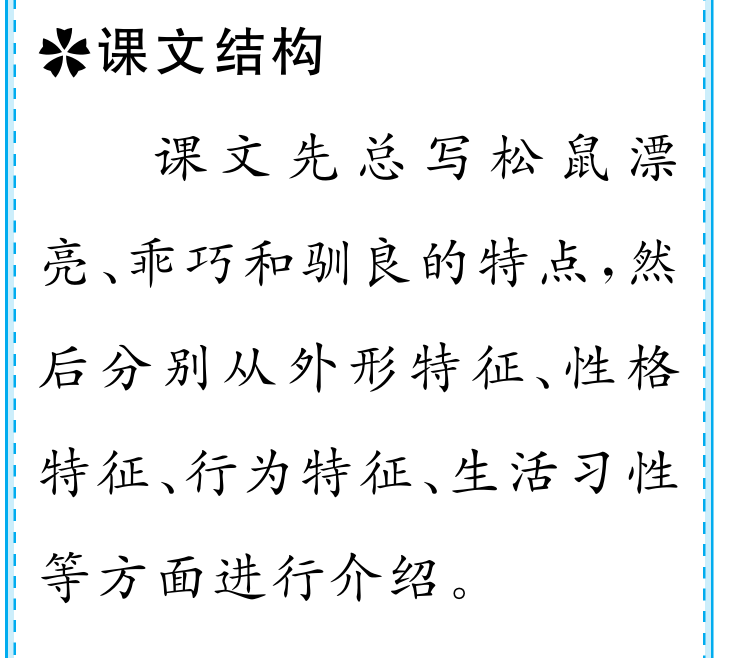 课文结构
课文先总写松鼠漂
亮、乖巧和驯良的特点,然
后分别从外形特征、性格
特征、行为特征、生活习性
等方面进行介绍。